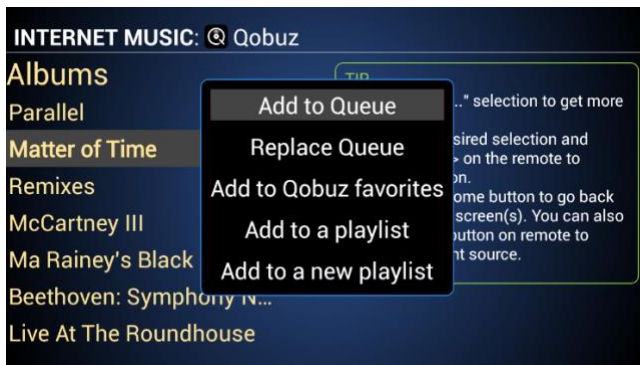 INTERNET MUSIC: Qobuz
Albums
Parallel
Matter of Time
Remixes
McCartney III
Ma Rainey's Black
Beethoven: Symphony N...
Live At The Roundhouse
Add to Queue
Replace Queue
Add to Qobuz favorites
Add to a playlist
Add to a new playlist
TIP
..." selection to get more
sired selection and
> on the remote to
on.
ome button to go back
screen(s). You can also
utton on remote to
nt source.